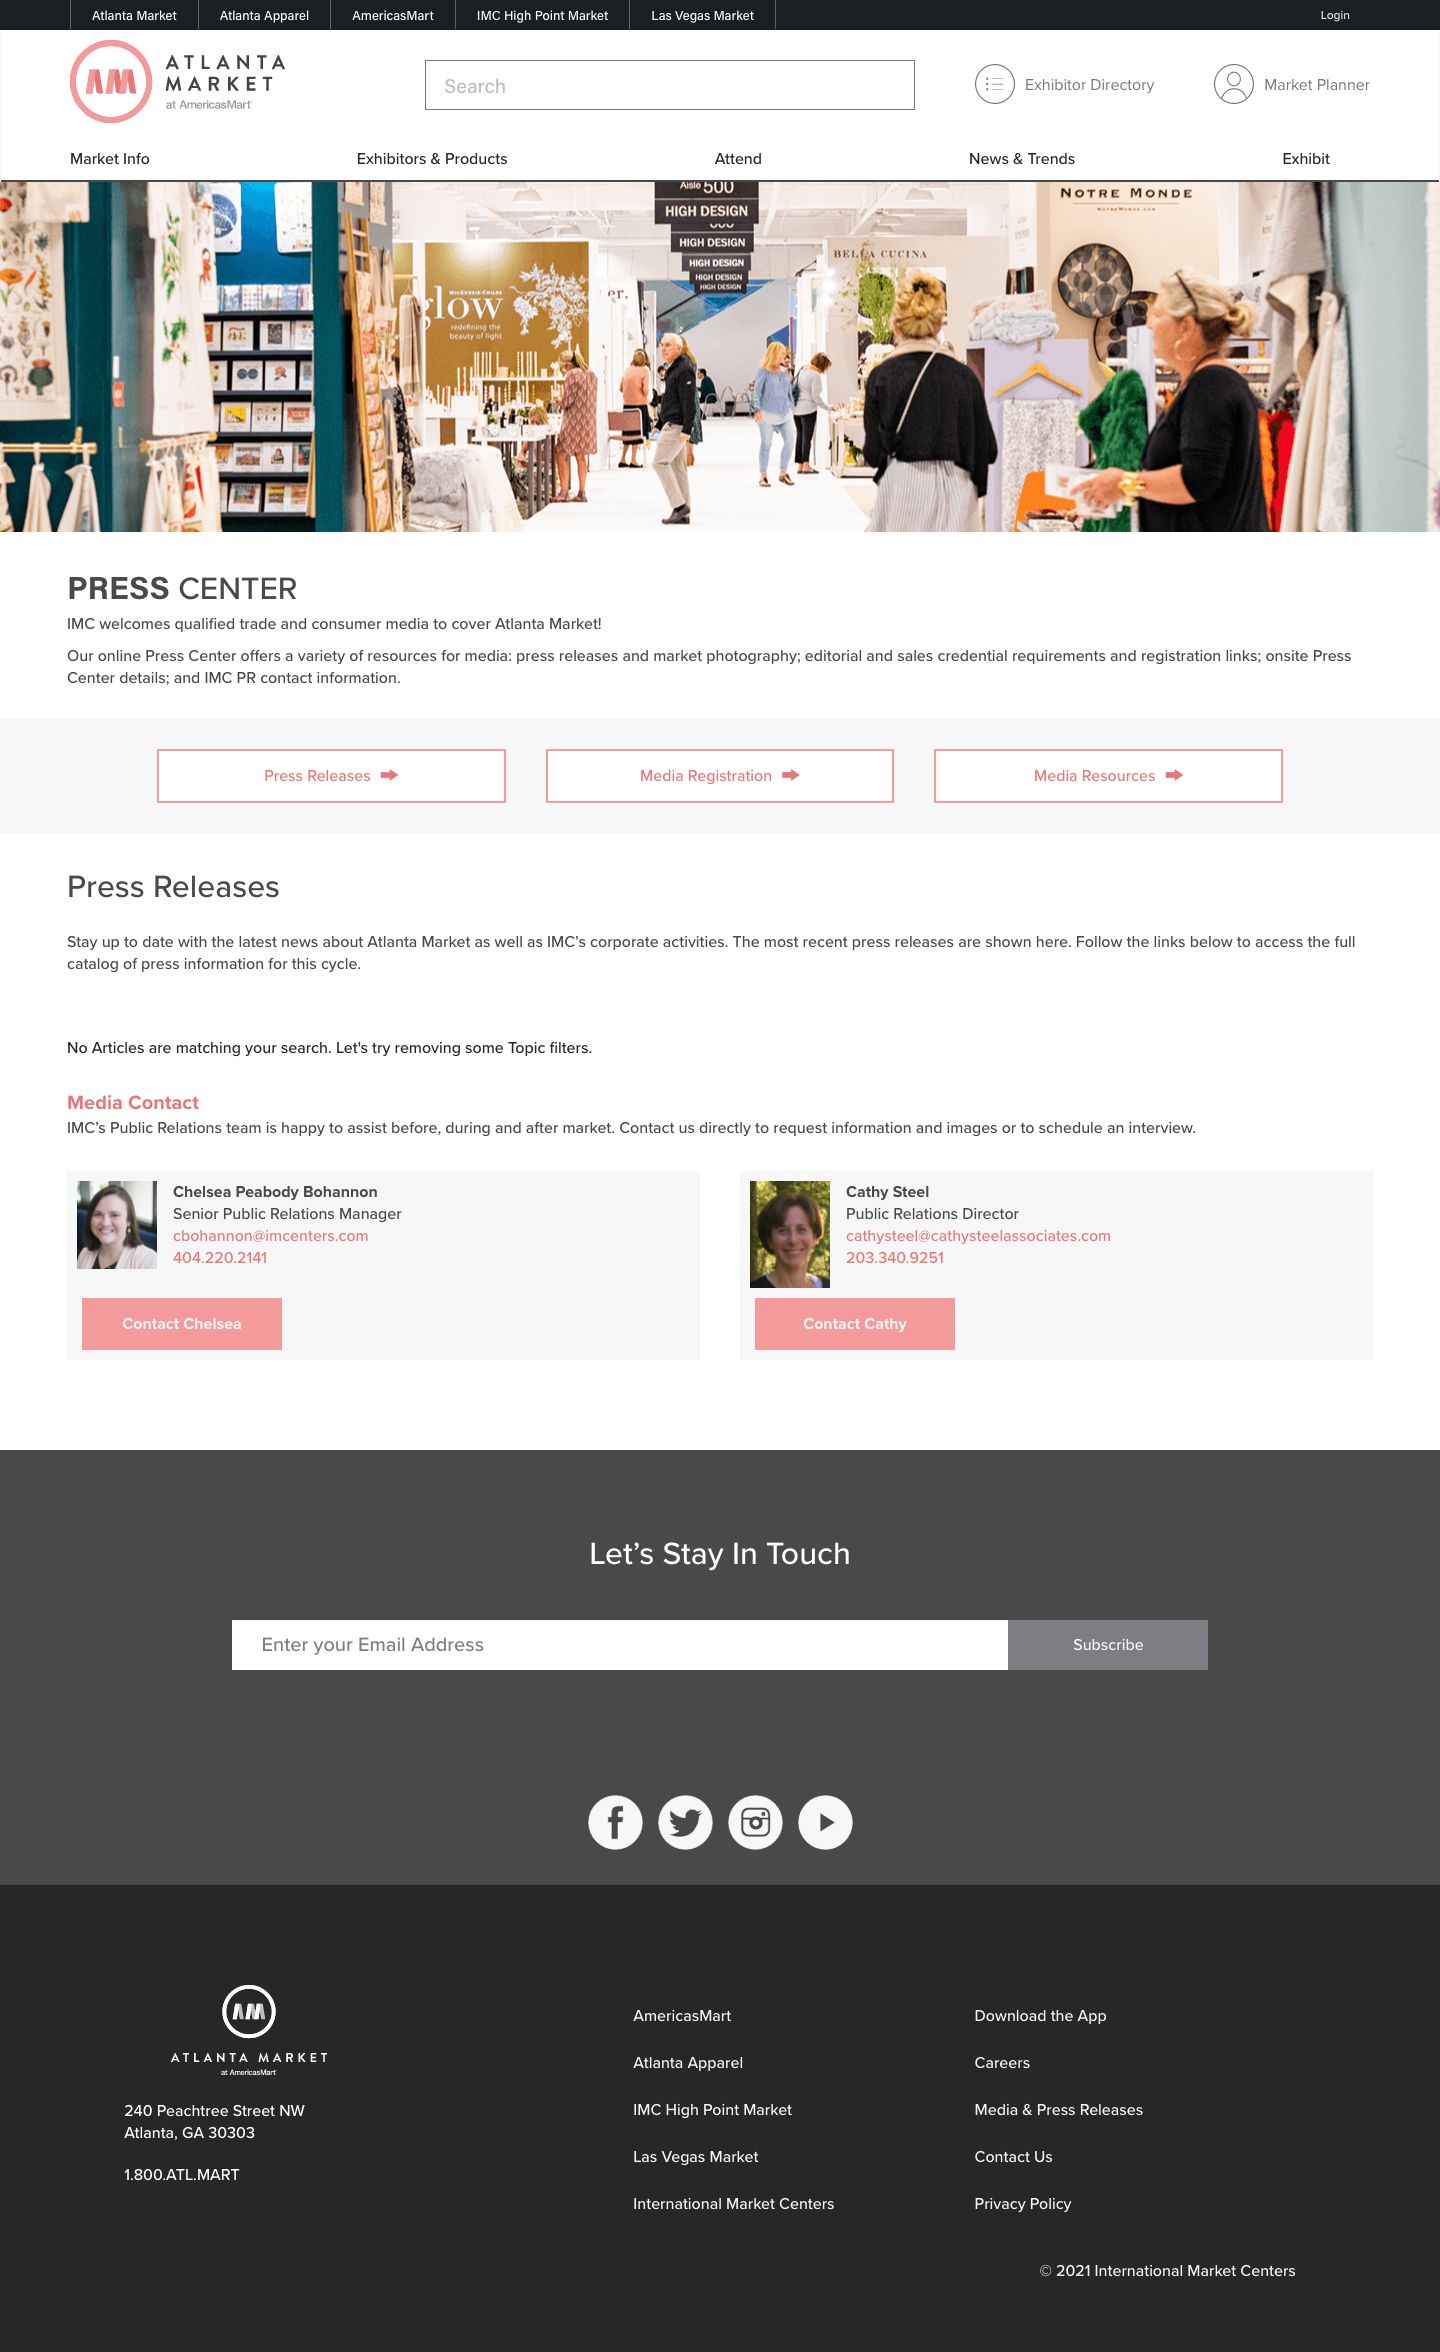 Atlanta Market
Atlanta Apparel
AmericasMart
IMC High Point Market
Las Vegas Market
Login
AM
ATLANTA
MARKET
at AmericasMart
Search
Exhibitor Directory
Market Planner
Market Info
Exhibitors & Products
Attend
News & Trends
Exhibit
Aisle 500
HIGH DESIGN
HIGH DESIGN
HIGH DESIGN
HIGH DESIGN
HIGH DESIGN
NOTRE MONDE
NOTREMONDE.COM
BELLA CUCINA
MACKENZIE-CHILDS
glow
redefining the
beauty of light
PRESS CENTER
IMC welcomes qualified trade and consumer media to cover Atlanta Market!
Our online Press Center offers a variety of resources for media: press releases and market photography; editorial and sales credential requirements and registration links; onsite Press
Center details; and IMC PR contact information.
Press Releases
Media Registration
Media Resources
Press Releases
Stay up to date with the latest news about Atlanta Market as well as IMC’s corporate activities. The most recent press releases are shown here. Follow the links below to access the full
catalog of press information for this cycle.
No Articles are matching your search. Let's try removing some Topic filters.
Media Contact
IMC’s Public Relations team is happy to assist before, during and after market. Contact us directly to request information and images or to schedule an interview.
Chelsea Peabody Bohannon
Senior Public Relations Manager
cbohannon@imcenters.com
404.220.2141
Contact Chelsea
Cathy Steel
Public Relations Director
cathysteel@cathysteelassociates.com
203.340.9251
Contact Cathy
Let’s Stay In Touch
Enter your Email Address
Subscribe
AM
ATLANTA MARKET
at AmericasMart
240 Peachtree Street NW
Atlanta, GA 30303
1.800.ATL.MART
AmericasMart
Atlanta Apparel
IMC High Point Market
Las Vegas Market
International Market Centers
Download the App
Careers
Media & Press Releases
Contact Us
Privacy Policy
© 2021 International Market Centers